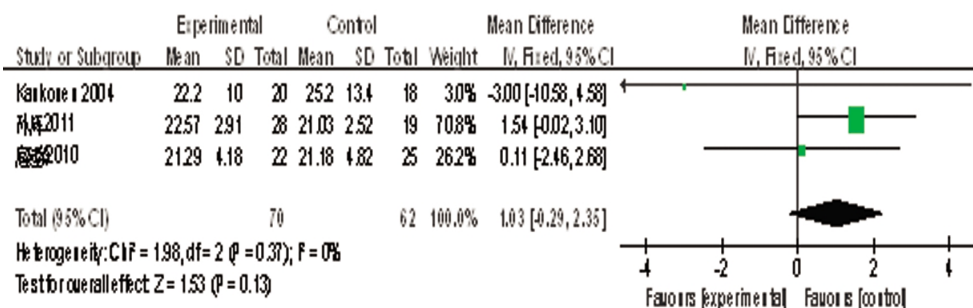 Experimental Control Mean Difference Mean Difference
Study or Subgroup Mean SD Total Mean SD Total Weight IV, Fixed, 95% CI IV, Fixed, 95% CI
Kankonen 2004 22.2 10 20 25.2 13.4 18 3.0% -3.00 [-10.58, 4.58]
2011 22.57 2.91 28 21.03 2.52 19 70.8% 1.54 [-0.02, 3.10]
2010 21.29 4.18 22 21.18 4.82 25 26.2% 0.11 [-2.46, 2.68]
Total (95% CI) 70 62 100.0% 1.03 [-0.29, 2.35]
Heterogeneity: Chi² = 1.98, df = 2 (P = 0.37); I² = 0%
Test for overall effect: Z = 1.53 (P = 0.13)
-4 -2 0 2 4
Favours [experimental] Favours [control]